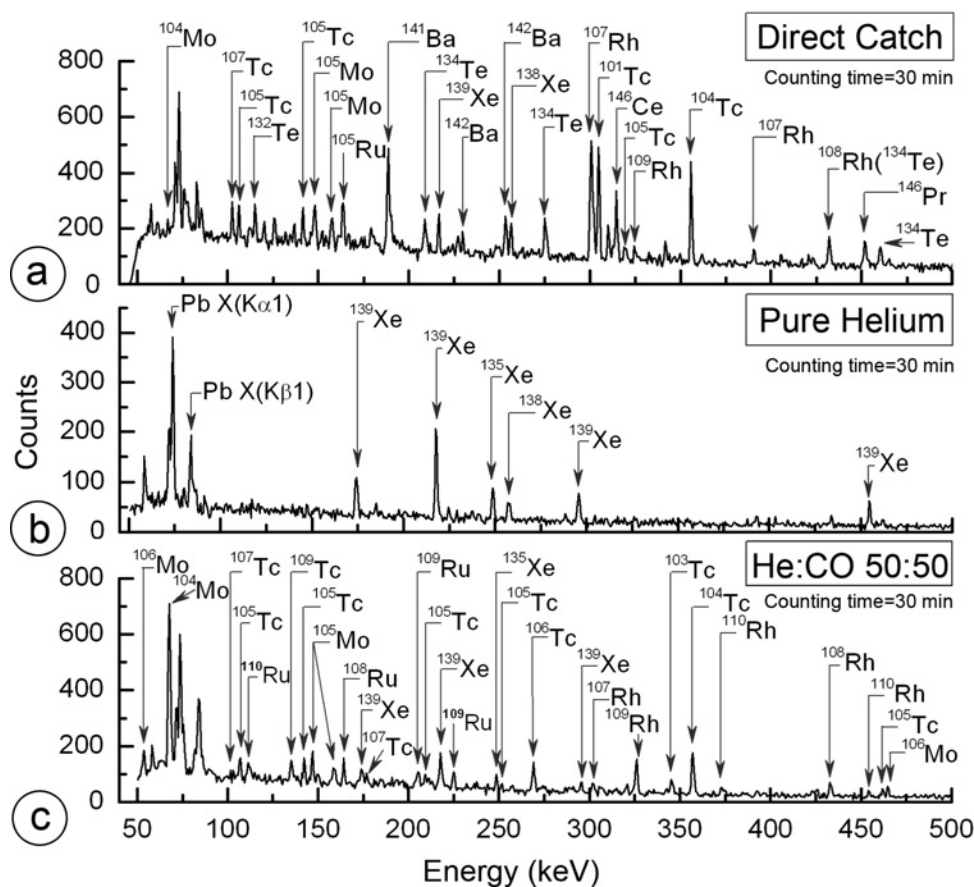 Direct Catch
Counting time=30 min
¹⁰⁴Mo
¹⁰⁷Tc
¹⁰⁵Tc
¹³²Te
¹⁰⁵Tc
¹⁰⁵Mo
¹⁰⁵Mo
¹⁰⁵Ru
¹⁴¹Ba
¹³⁴Te
¹³⁹Xe
¹⁴²Ba
¹⁴²Ba
¹³⁸Xe
¹³⁴Te
¹⁰⁷Rh
¹⁰¹Tc
¹⁴⁶Ce
¹⁰⁵Tc
¹⁰⁹Rh
¹⁰⁴Tc
¹⁰⁷Rh
¹⁰⁸Rh(¹³⁴Te)
¹⁴⁶Pr
¹³⁴Te
800
600
400
200
0
a
Pure Helium
Counting time=30 min
Pb X(Kα1)
Pb X(Kβ1)
¹³⁹Xe
¹³⁹Xe
¹³⁵Xe
¹³⁸Xe
¹³⁹Xe
¹³⁹Xe
400
300
200
100
0
Counts
b
He:CO 50:50
Counting time=30 min
¹⁰⁶Mo
¹⁰⁴Mo
¹⁰⁷Tc
¹⁰⁵Tc
¹¹⁰Ru
¹⁰⁹Tc
¹⁰⁵Tc
¹⁰⁵Mo
¹⁰⁸Ru
¹³⁹Xe
¹⁰⁷Tc
¹⁰⁹Ru
¹⁰⁵Tc
¹³⁹Xe
¹⁰⁹Ru
¹³⁵Xe
¹⁰⁵Tc
¹⁰⁶Tc
¹³⁹Xe
¹⁰⁷Rh
¹⁰⁹Rh
¹⁰³Tc
¹⁰⁴Tc
¹¹⁰Rh
¹⁰⁸Rh
¹¹⁰Rh
¹⁰⁵Tc
¹⁰⁶Mo
800
600
400
200
0
c
50 100 150 200 250 300 350 400 450 500
Energy (keV)